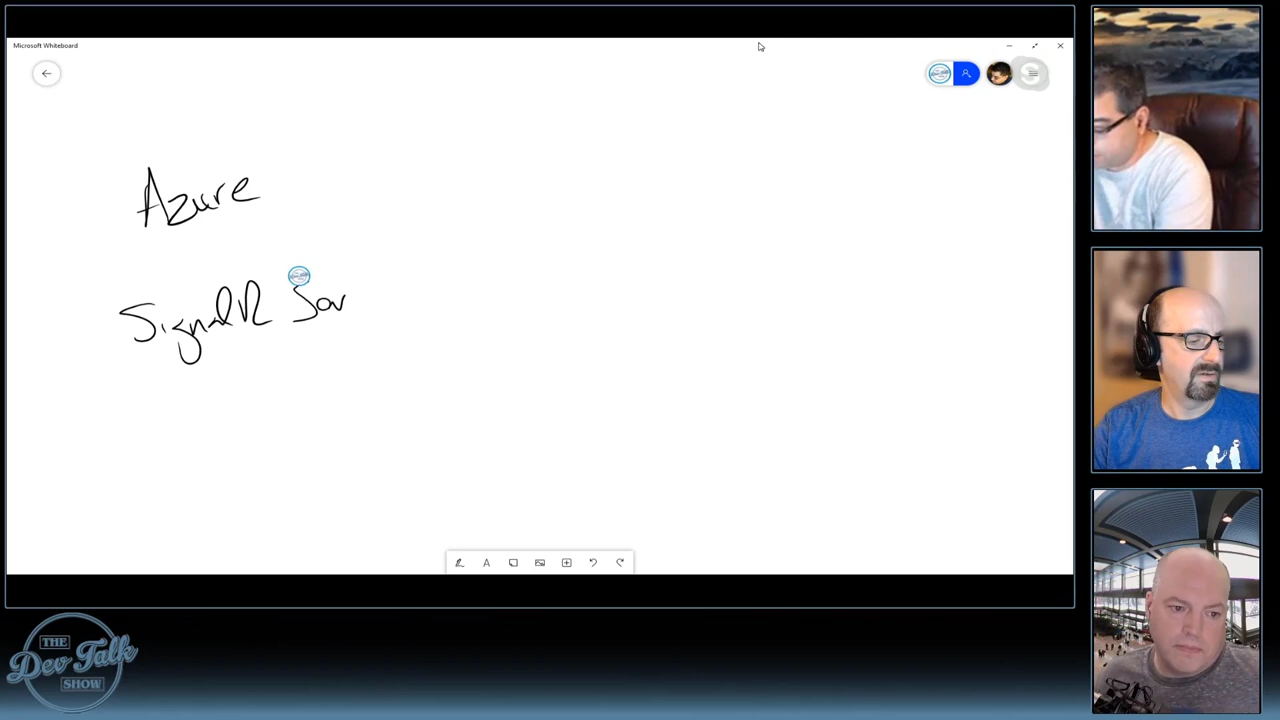 Microsoft Whiteboard
Azure
SignalR Ser
THE
Dev Talk
SHOW